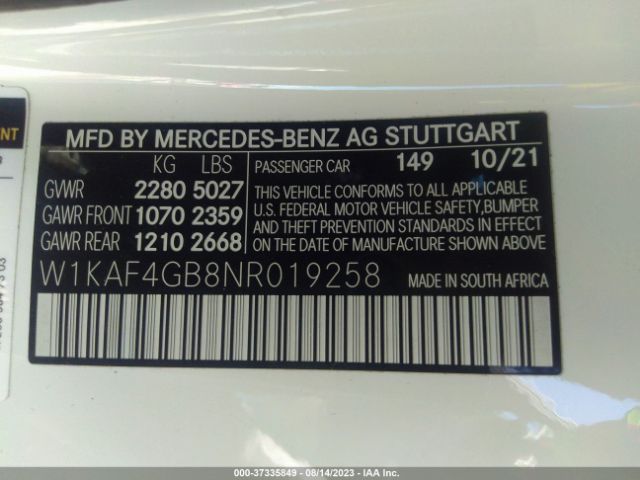 MFD BY MERCEDES-BENZ AG STUTTGART
KG LBS
PASSENGER CAR 149 10/21
GVWR 2280 5027
GAWR FRONT 1070 2359
GAWR REAR 1210 2668
THIS VEHICLE CONFORMS TO ALL APPLICABLE
U.S. FEDERAL MOTOR VEHICLE SAFETY,BUMPER
AND THEFT PREVENTION STANDARDS IN EFFECT
ON THE DATE OF MANUFACTURE SHOWN ABOVE.
W1KAF4GB8NR019258
MADE IN SOUTH AFRICA
000-37335849 - 08/14/2023 - IAA Inc.